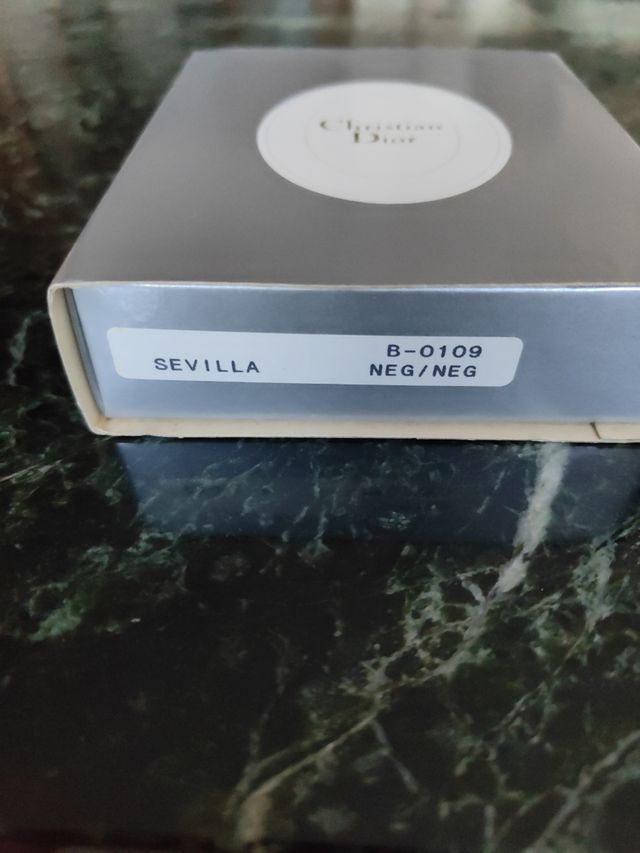 Christian
Dior
B-0109
SEVILLA NEG/NEG